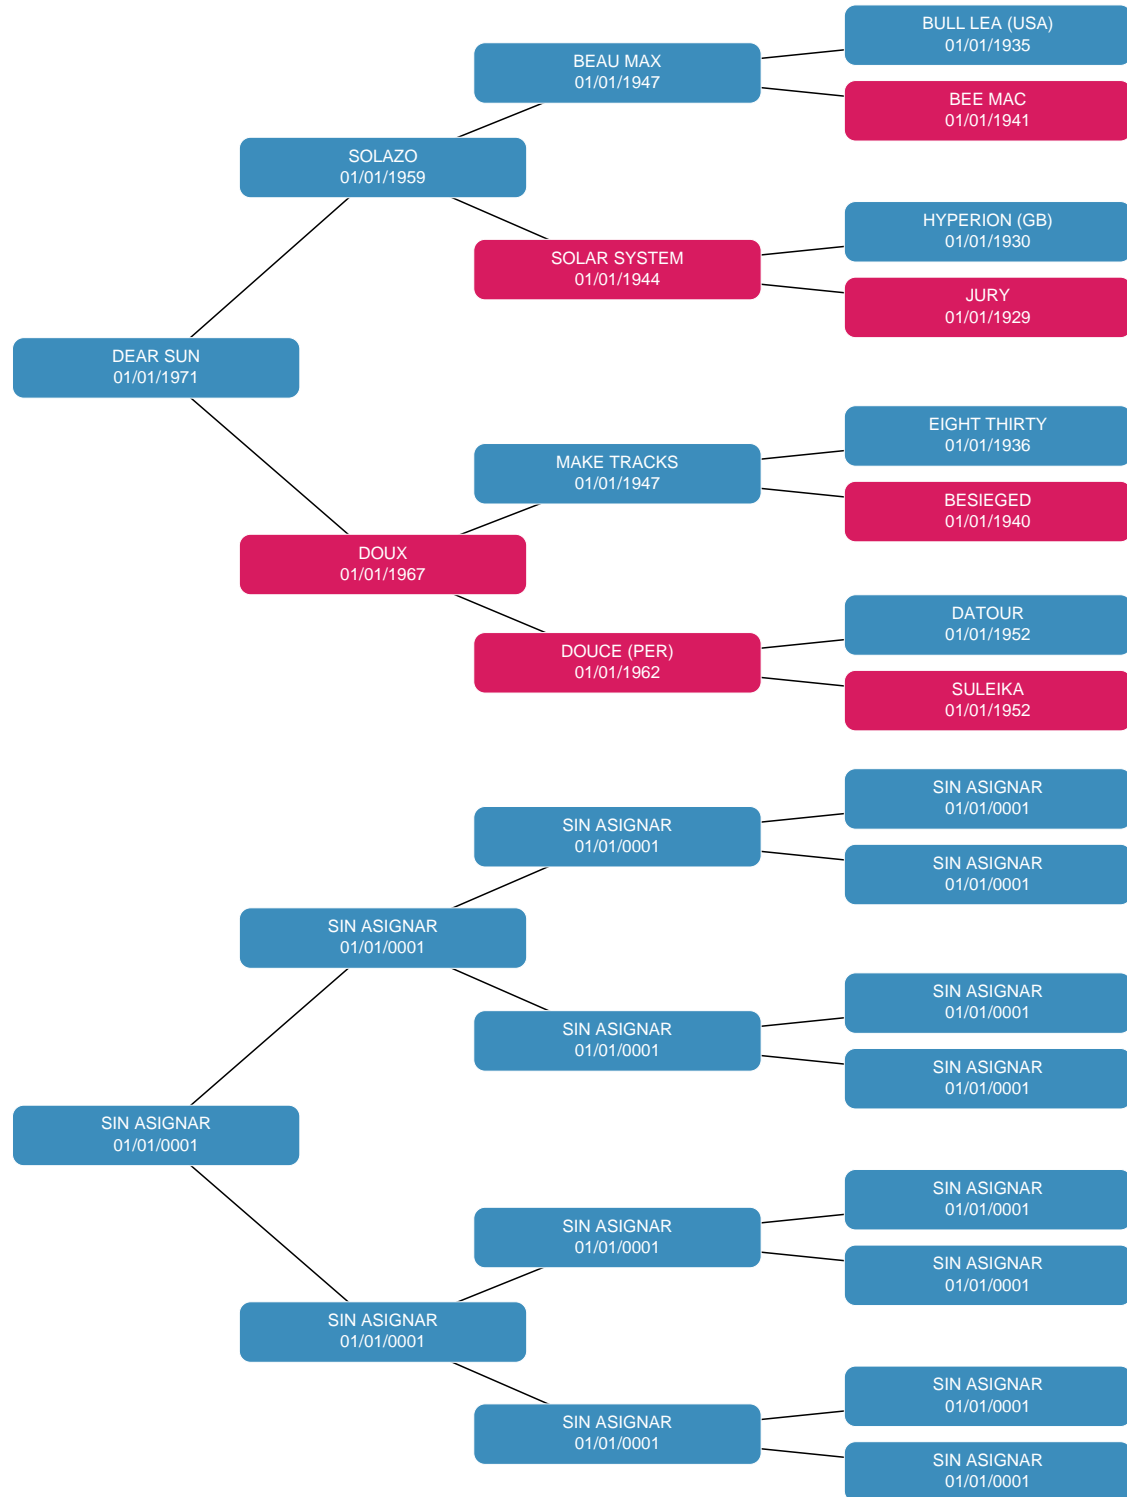 BULL LEA (USA)
01/01/1935
BEAU MAX
01/01/1947
BEE MAC
01/01/1941
SOLAZO
01/01/1959
HYPERION (GB)
01/01/1930
SOLAR SYSTEM
01/01/1944
JURY
01/01/1929
DEAR SUN
01/01/1971
EIGHT THIRTY
01/01/1936
MAKE TRACKS
01/01/1947
BESIEGED
01/01/1940
DOUX
01/01/1967
DATOUR
01/01/1952
DOUCE (PER)
01/01/1962
SULEIKA
01/01/1952
SIN ASIGNAR
01/01/0001
SIN ASIGNAR
01/01/0001
SIN ASIGNAR
01/01/0001
SIN ASIGNAR
01/01/0001
SIN ASIGNAR
01/01/0001
SIN ASIGNAR
01/01/0001
SIN ASIGNAR
01/01/0001
SIN ASIGNAR
01/01/0001
SIN ASIGNAR
01/01/0001
SIN ASIGNAR
01/01/0001
SIN ASIGNAR
01/01/0001
SIN ASIGNAR
01/01/0001
SIN ASIGNAR
01/01/0001
SIN ASIGNAR
01/01/0001
SIN ASIGNAR
01/01/0001